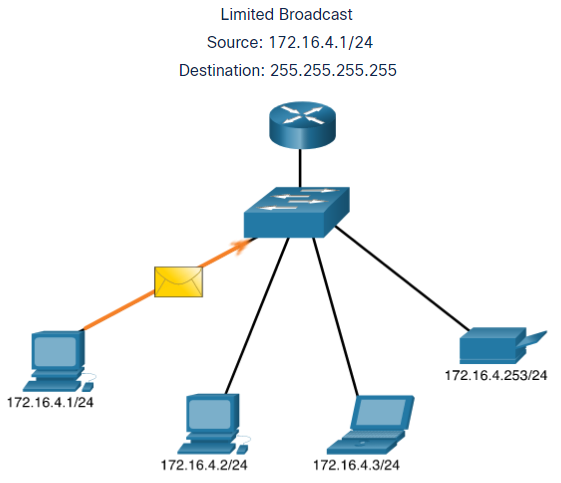 Limited Broadcast
Source: 172.16.4.1/24
Destination: 255.255.255.255
172.16.4.253/24
172.16.4.1/24
172.16.4.2/24
172.16.4.3/24